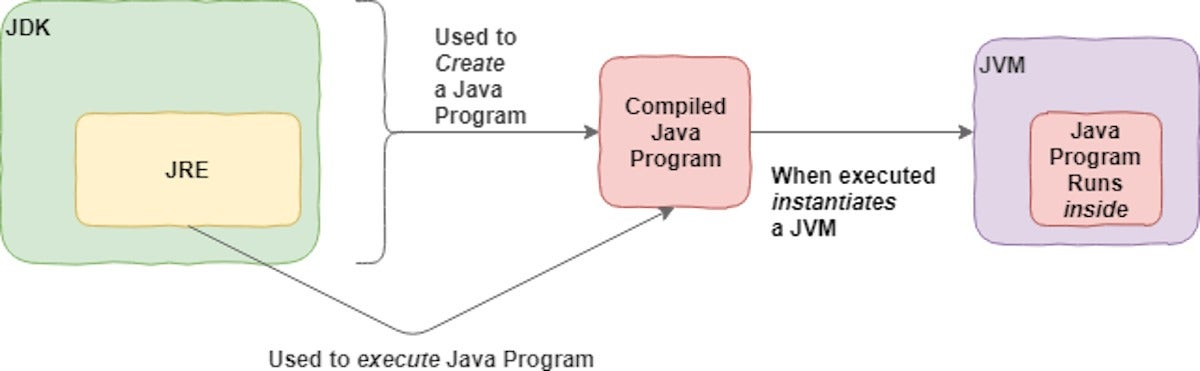 JDK
JRE
Used to
Create
a Java
Program
Compiled
Java
Program
When executed
instantiates
a JVM
JVM
Java
Program
Runs
inside
Used to execute Java Program